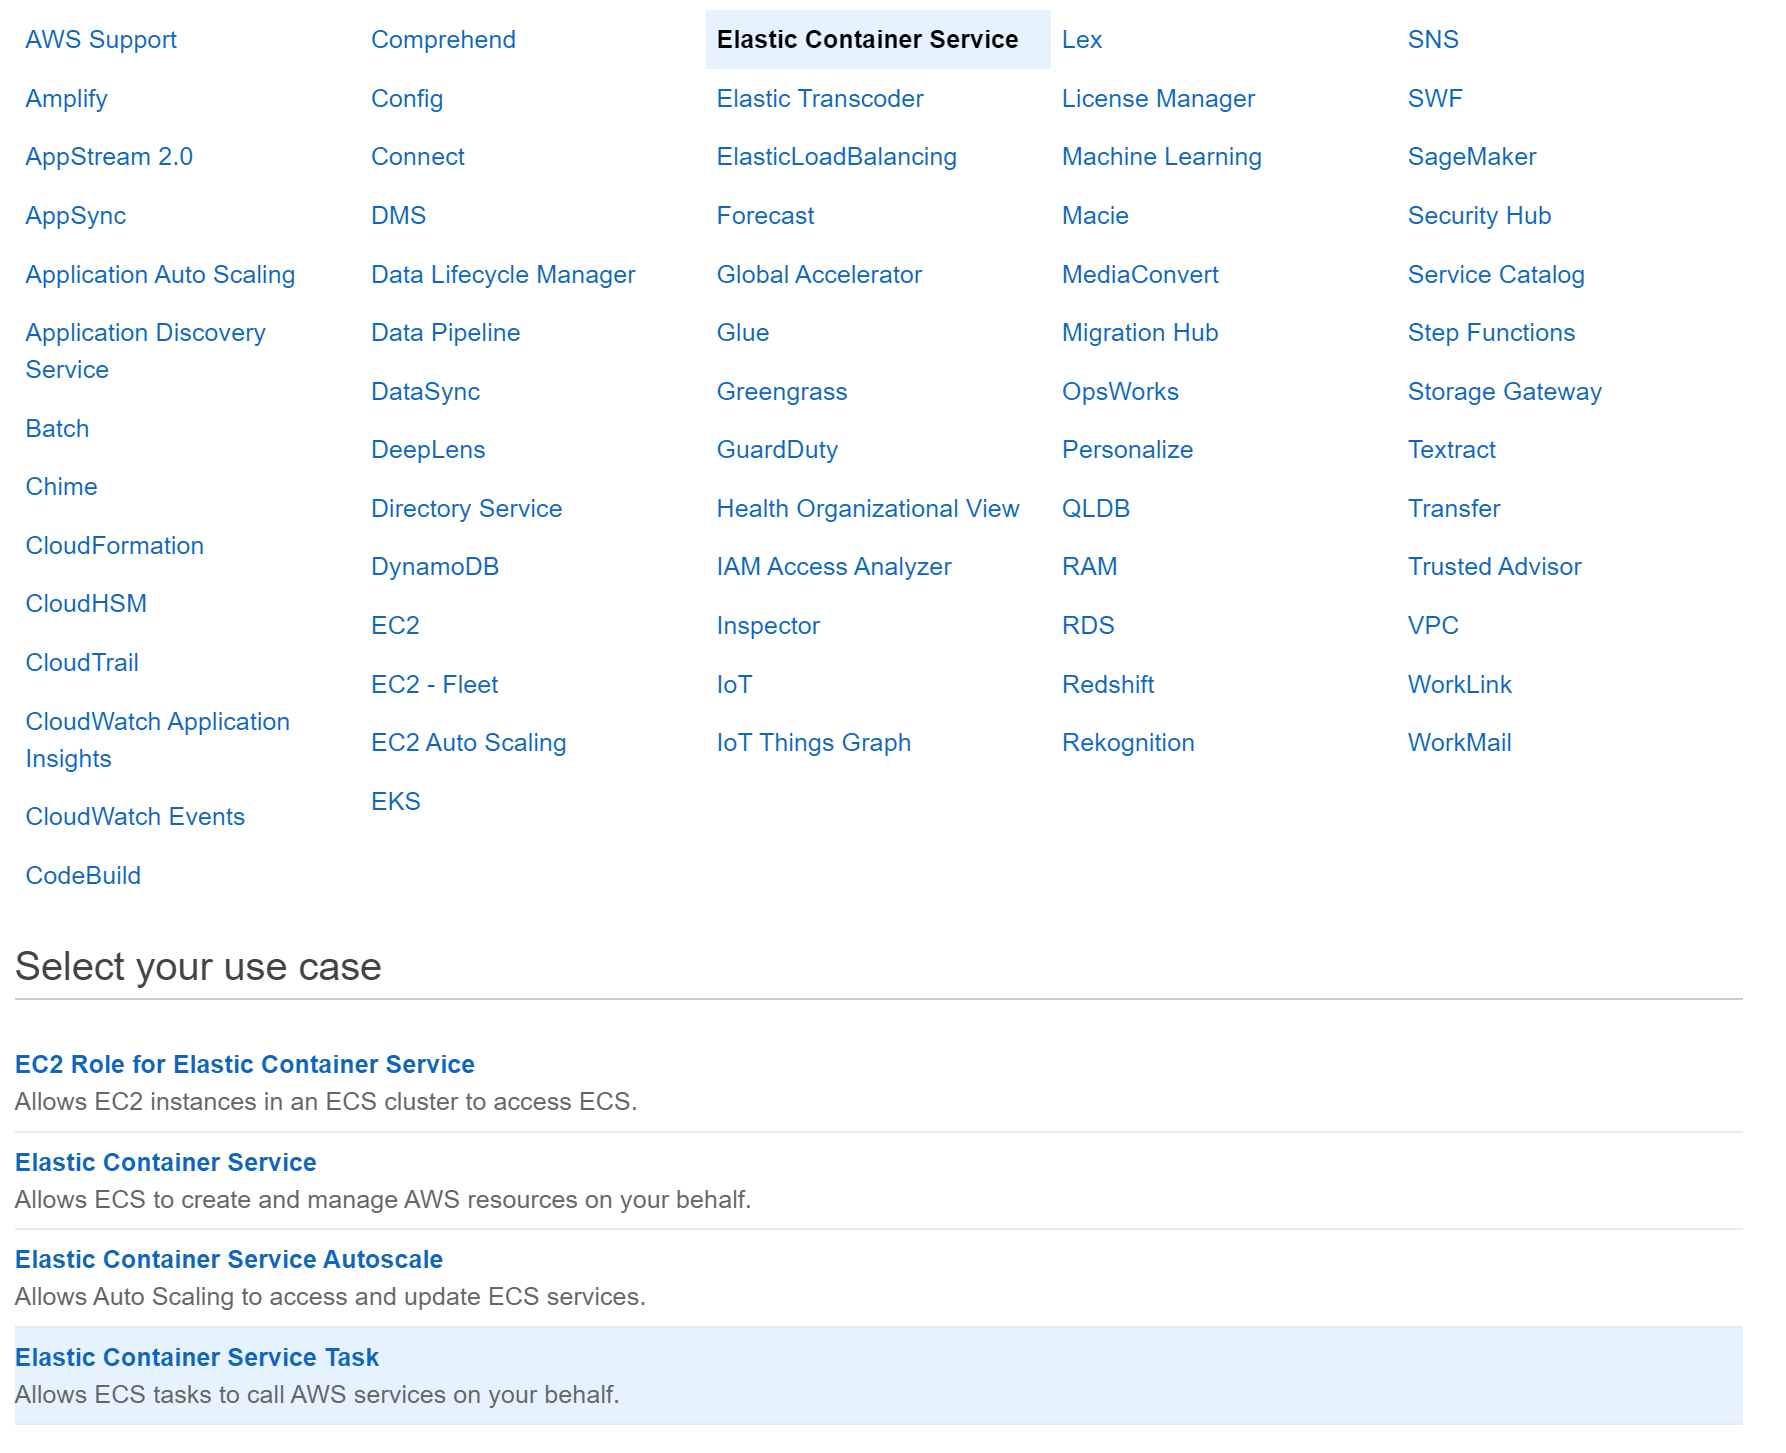 AWS Support
Amplify
AppStream 2.0
AppSync
Application Auto Scaling
Application Discovery
Service
Batch
Chime
CloudFormation
CloudHSM
CloudTrail
CloudWatch Application
Insights
CloudWatch Events
CodeBuild
Comprehend
Config
Connect
DMS
Data Lifecycle Manager
Data Pipeline
DataSync
DeepLens
Directory Service
DynamoDB
EC2
EC2 - Fleet
EC2 Auto Scaling
EKS
Elastic Container Service
Elastic Transcoder
ElasticLoadBalancing
Forecast
Global Accelerator
Glue
Greengrass
GuardDuty
Health Organizational View
IAM Access Analyzer
Inspector
IoT
IoT Things Graph
Lex
License Manager
Machine Learning
Macie
MediaConvert
Migration Hub
OpsWorks
Personalize
QLDB
RAM
RDS
Redshift
Rekognition
SNS
SWF
SageMaker
Security Hub
Service Catalog
Step Functions
Storage Gateway
Textract
Transfer
Trusted Advisor
VPC
WorkLink
WorkMail
Select your use case
EC2 Role for Elastic Container Service
Allows EC2 instances in an ECS cluster to access ECS.
Elastic Container Service
Allows ECS to create and manage AWS resources on your behalf.
Elastic Container Service Autoscale
Allows Auto Scaling to access and update ECS services.
Elastic Container Service Task
Allows ECS tasks to call AWS services on your behalf.